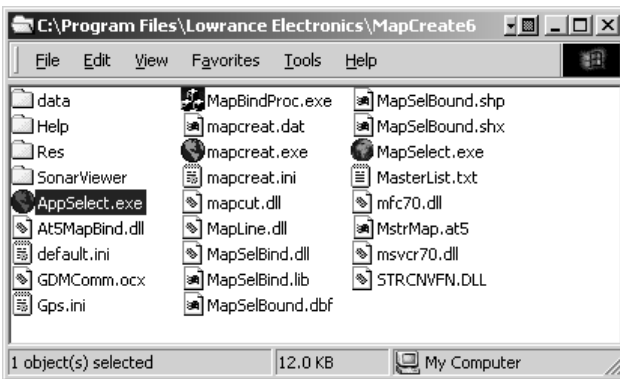 C:\Program Files\Lowrance Electronics\MapCreate6
File Edit View Favorites Tools Help
data MapBindProc.exe MapSelBound.shp
Help mapcreat.dat MapSelBound.shx
Res mapcreat.exe MapSelect.exe
SonarViewer mapcreat.ini MasterList.txt
AppSelect.exe mapcut.dll mfc70.dll
At5MapBind.dll MapLine.dll MstrMap.at5
default.ini MapSelBind.dll msvcr70.dll
GDMComm.ocx MapSelBind.lib STRCNVFN.DLL
Gps.ini MapSelBound.dbf
1 object(s) selected 12.0 KB My Computer